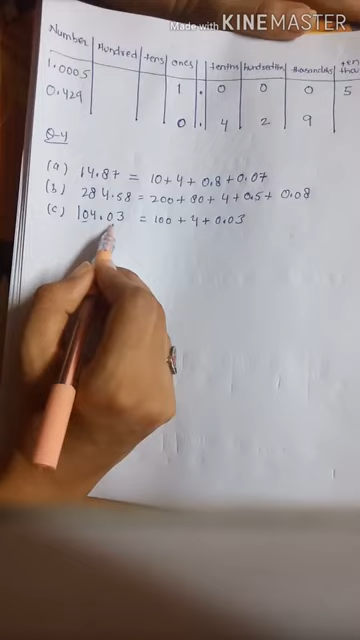 Made with KINEMASTER
Number Hundred tens ones . tenths hundredths thousandths ten thou
1.0005 1 . 0 0 0 5
0.429 0 . 4 2 9
Q-4
(a) 14.87 = 10+4+0.8+0.07
(b) 284.58 = 200+80+4+0.5+0.08
(c) 104.03 = 100+4+0.03